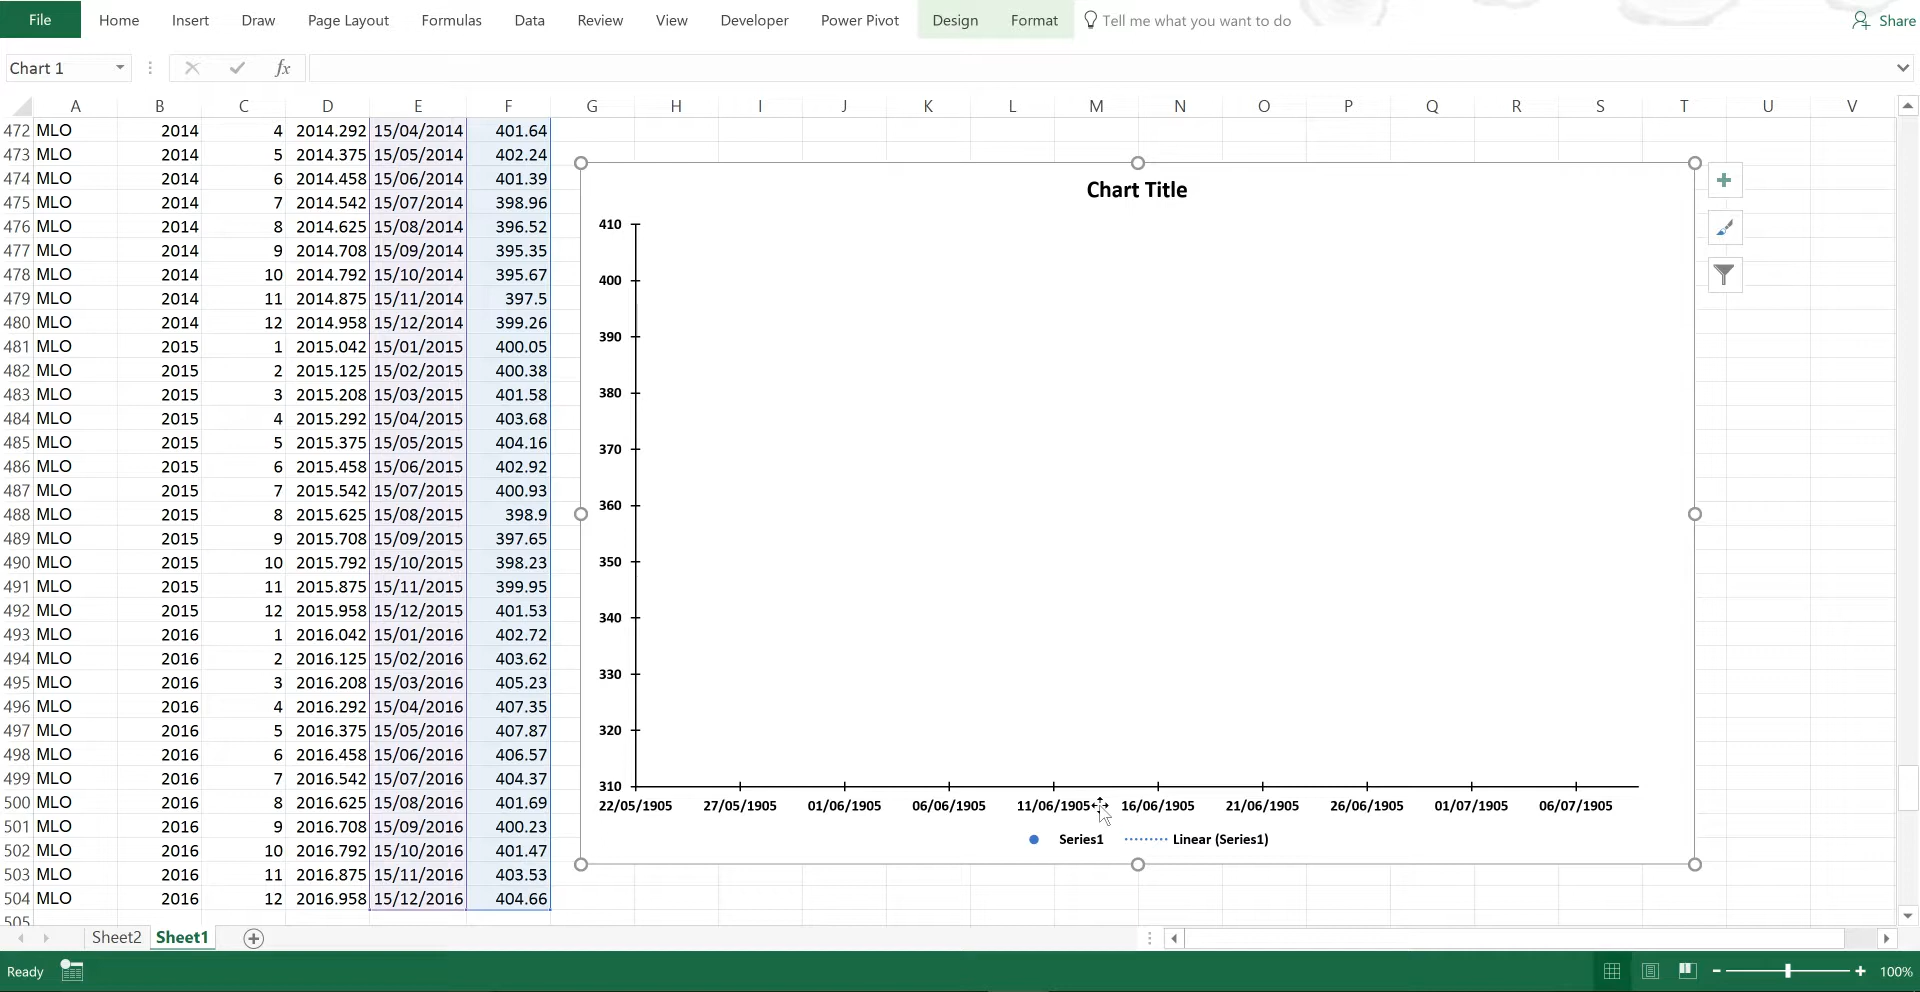 File Home Insert Draw Page Layout Formulas Data Review View Developer Power Pivot Design Format Tell me what you want to do Share
Chart 1 fx
A B C D E F G H I J K L M N O P Q R S T U V
472 MLO 2014 4 2014.292 15/04/2014 401.64
473 MLO 2014 5 2014.375 15/05/2014 402.24
474 MLO 2014 6 2014.458 15/06/2014 401.39
475 MLO 2014 7 2014.542 15/07/2014 398.96
476 MLO 2014 8 2014.625 15/08/2014 396.52
477 MLO 2014 9 2014.708 15/09/2014 395.35
478 MLO 2014 10 2014.792 15/10/2014 395.67
479 MLO 2014 11 2014.875 15/11/2014 397.5
480 MLO 2014 12 2014.958 15/12/2014 399.26
481 MLO 2015 1 2015.042 15/01/2015 400.05
482 MLO 2015 2 2015.125 15/02/2015 400.38
483 MLO 2015 3 2015.208 15/03/2015 401.58
484 MLO 2015 4 2015.292 15/04/2015 403.68
485 MLO 2015 5 2015.375 15/05/2015 404.16
486 MLO 2015 6 2015.458 15/06/2015 402.92
487 MLO 2015 7 2015.542 15/07/2015 400.93
488 MLO 2015 8 2015.625 15/08/2015 398.9
489 MLO 2015 9 2015.708 15/09/2015 397.65
490 MLO 2015 10 2015.792 15/10/2015 398.23
491 MLO 2015 11 2015.875 15/11/2015 399.95
492 MLO 2015 12 2015.958 15/12/2015 401.53
493 MLO 2016 1 2016.042 15/01/2016 402.72
494 MLO 2016 2 2016.125 15/02/2016 403.62
495 MLO 2016 3 2016.208 15/03/2016 405.23
496 MLO 2016 4 2016.292 15/04/2016 407.35
497 MLO 2016 5 2016.375 15/05/2016 407.87
498 MLO 2016 6 2016.458 15/06/2016 406.57
499 MLO 2016 7 2016.542 15/07/2016 404.37
500 MLO 2016 8 2016.625 15/08/2016 401.69
501 MLO 2016 9 2016.708 15/09/2016 400.23
502 MLO 2016 10 2016.792 15/10/2016 401.47
503 MLO 2016 11 2016.875 15/11/2016 403.53
504 MLO 2016 12 2016.958 15/12/2016 404.66
505
Chart Title
410
400
390
380
370
360
350
340
330
320
310
22/05/1905 27/05/1905 01/06/1905 06/06/1905 11/06/1905 16/06/1905 21/06/1905 26/06/1905 01/07/1905 06/07/1905
Series1 Linear (Series1)
Sheet2 Sheet1
Ready 100%